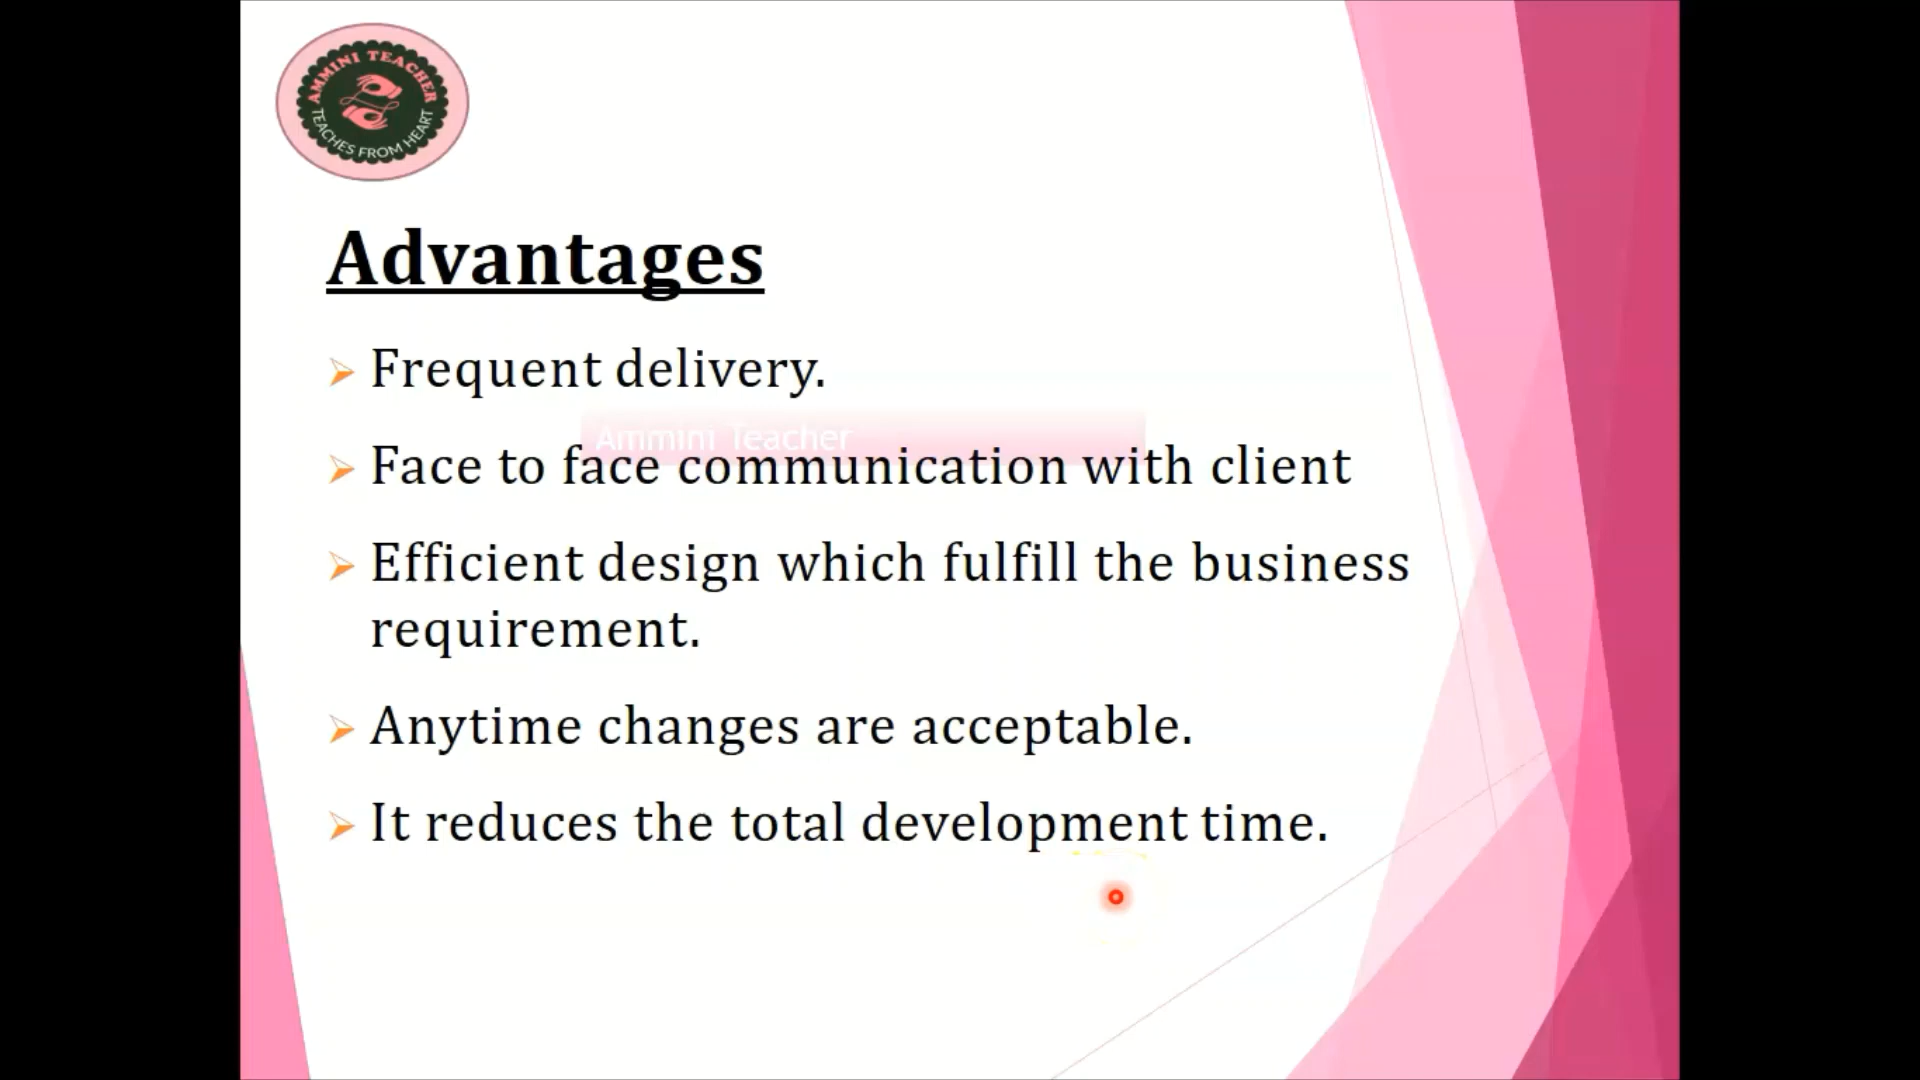 AMMINI TEACHER
TEACHES FROM HEART
Advantages
Frequent delivery.
Ammini Teacher
Face to face communication with client
Efficient design which fulfill the business
requirement.
Anytime changes are acceptable.
It reduces the total development time.